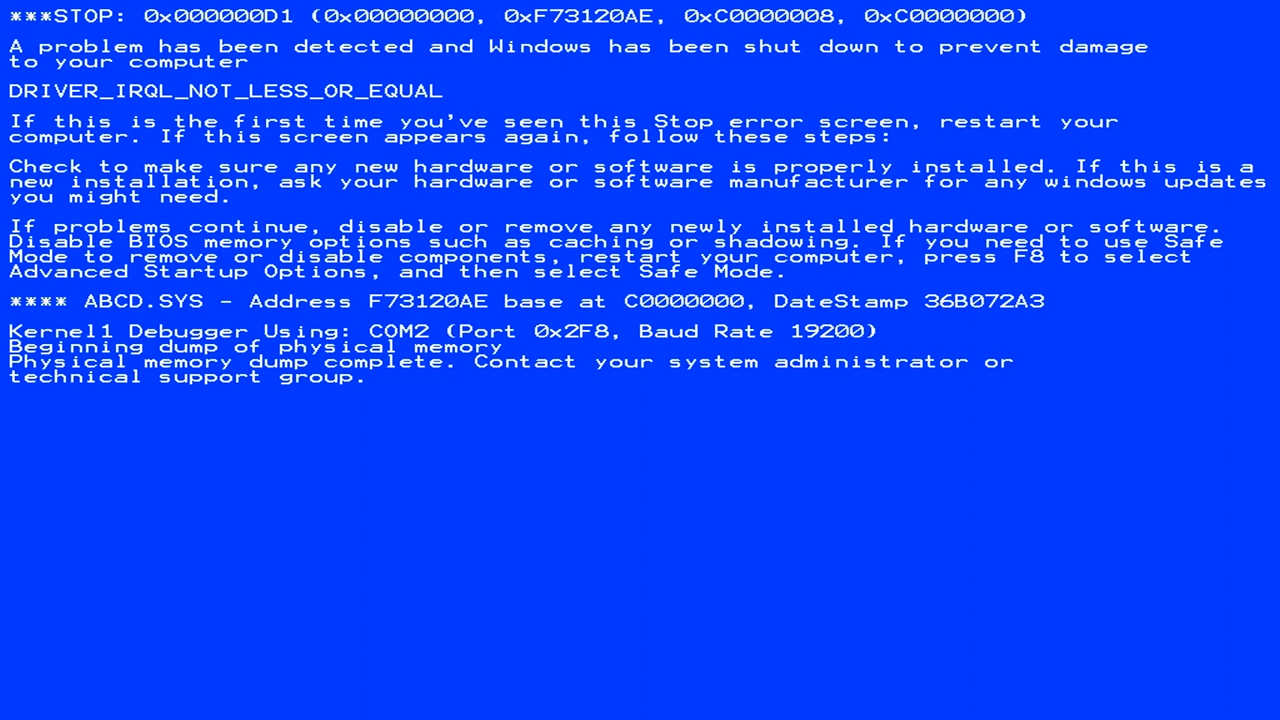 ***STOP: 0x000000D1 (0x00000000, 0xF73120AE, 0xC0000008, 0xC0000000)
A problem has been detected and Windows has been shut down to prevent damage
to your computer
DRIVER_IRQL_NOT_LESS_OR_EQUAL
If this is the first time you've seen this Stop error screen, restart your
computer. If this screen appears again, follow these steps:
Check to make sure any new hardware or software is properly installed. If this is a
new installation, ask your hardware or software manufacturer for any windows updates
you might need.
If problems continue, disable or remove any newly installed hardware or software.
Disable BIOS memory options such as caching or shadowing. If you need to use Safe
Mode to remove or disable components, restart your computer, press F8 to select
Advanced Startup Options, and then select Safe Mode.
**** ABCD.SYS - Address F73120AE base at C0000000, DateStamp 36B072A3
Kernel1 Debugger Using: COM2 (Port 0x2F8, Baud Rate 19200)
Beginning dump of physical memory
Physical memory dump complete. Contact your system administrator or
technical support group.